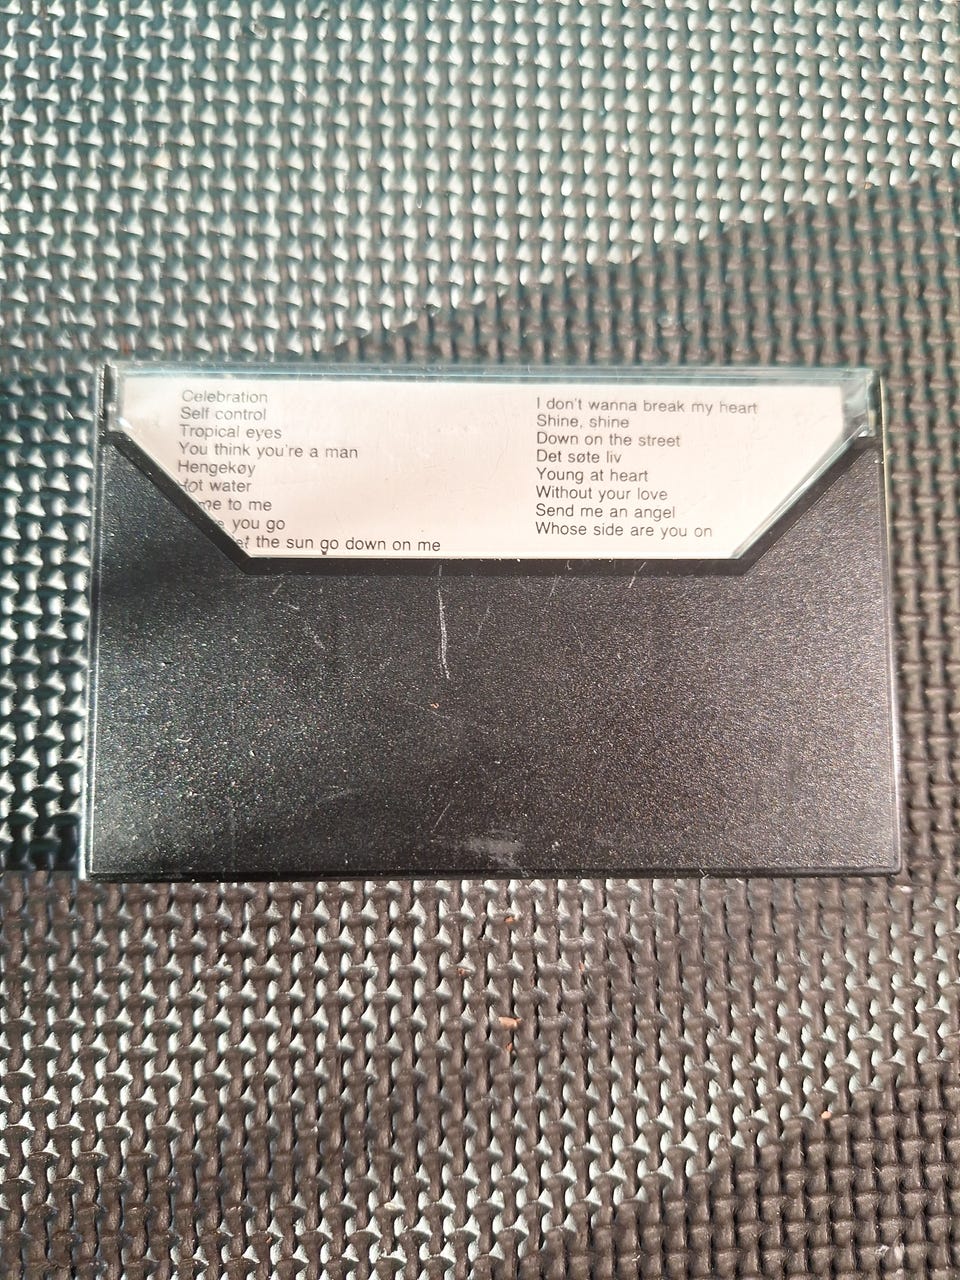 Celebration
Self control
Tropical eyes
You think you're a man
Hengekøy
Hot water
me to me
you go
the sun go down on me
I don't wanna break my heart
Shine, shine
Down on the street
Det søte liv
Young at heart
Without your love
Send me an angel
Whose side are you on